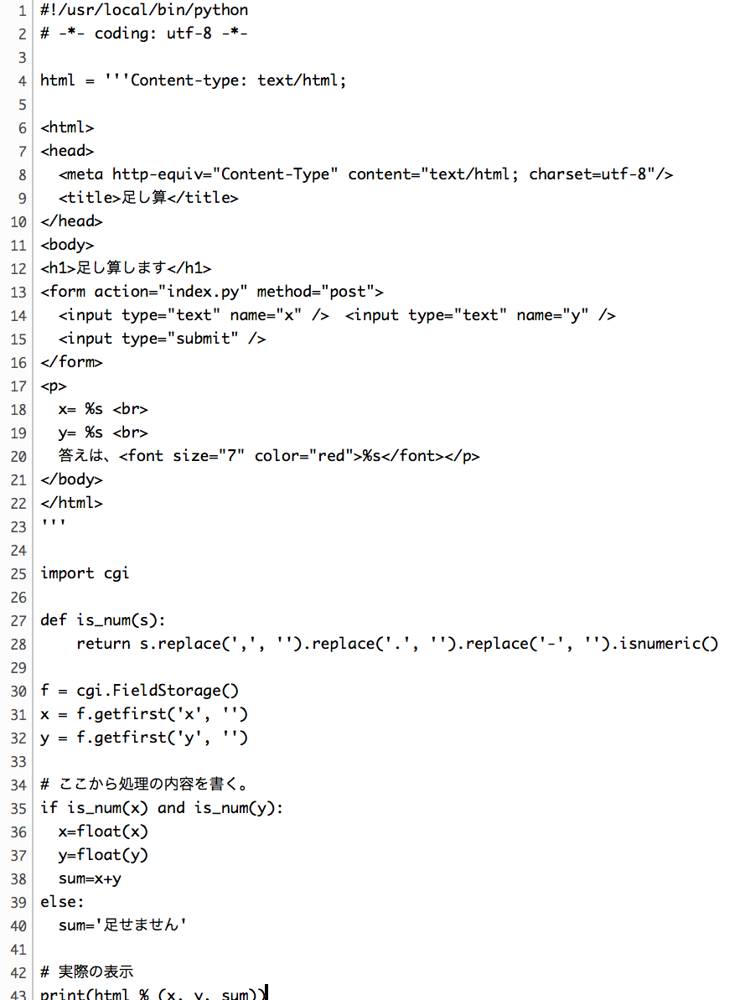 1 #!/usr/local/bin/python
2 # -*- coding: utf-8 -*-
3
4 html = '''Content-type: text/html;
5
6 <html>
7 <head>
8   <meta http-equiv="Content-Type" content="text/html; charset=utf-8"/>
9   <title>足し算</title>
10 </head>
11 <body>
12 <h1>足し算します</h1>
13 <form action="index.py" method="post">
14   <input type="text" name="x" />  <input type="text" name="y" />
15   <input type="submit" />
16 </form>
17 <p>
18   x= %s <br>
19   y= %s <br>
20   答えは、<font size="7" color="red">%s</font></p>
21 </body>
22 </html>
23 '''
24
25 import cgi
26
27 def is_num(s):
28     return s.replace(',', '').replace('.', '').replace('-', '').isnumeric()
29
30 f = cgi.FieldStorage()
31 x = f.getfirst('x', '')
32 y = f.getfirst('y', '')
33
34 # ここから処理の内容を書く。
35 if is_num(x) and is_num(y):
36   x=float(x)
37   y=float(y)
38   sum=x+y
39 else:
40   sum='足せません'
41
42 # 実際の表示
43 print(html % (x, y, sum))